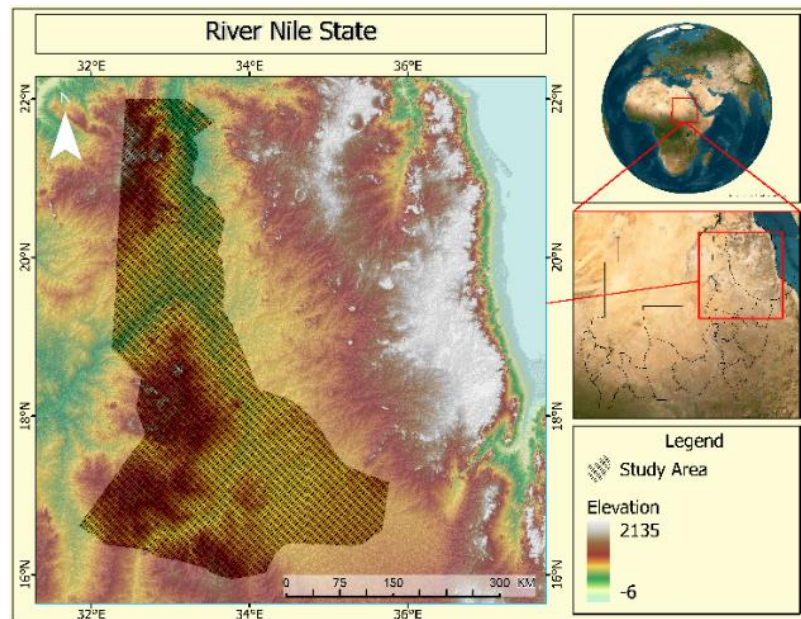 River Nile State
32°E 34°E 36°E
22°N 22°N
N
20°N 20°N
18°N 18°N
16°N 16°N
0 75 150 300 KM
32°E 34°E 36°E
Legend
Study Area
Elevation
2135
-6